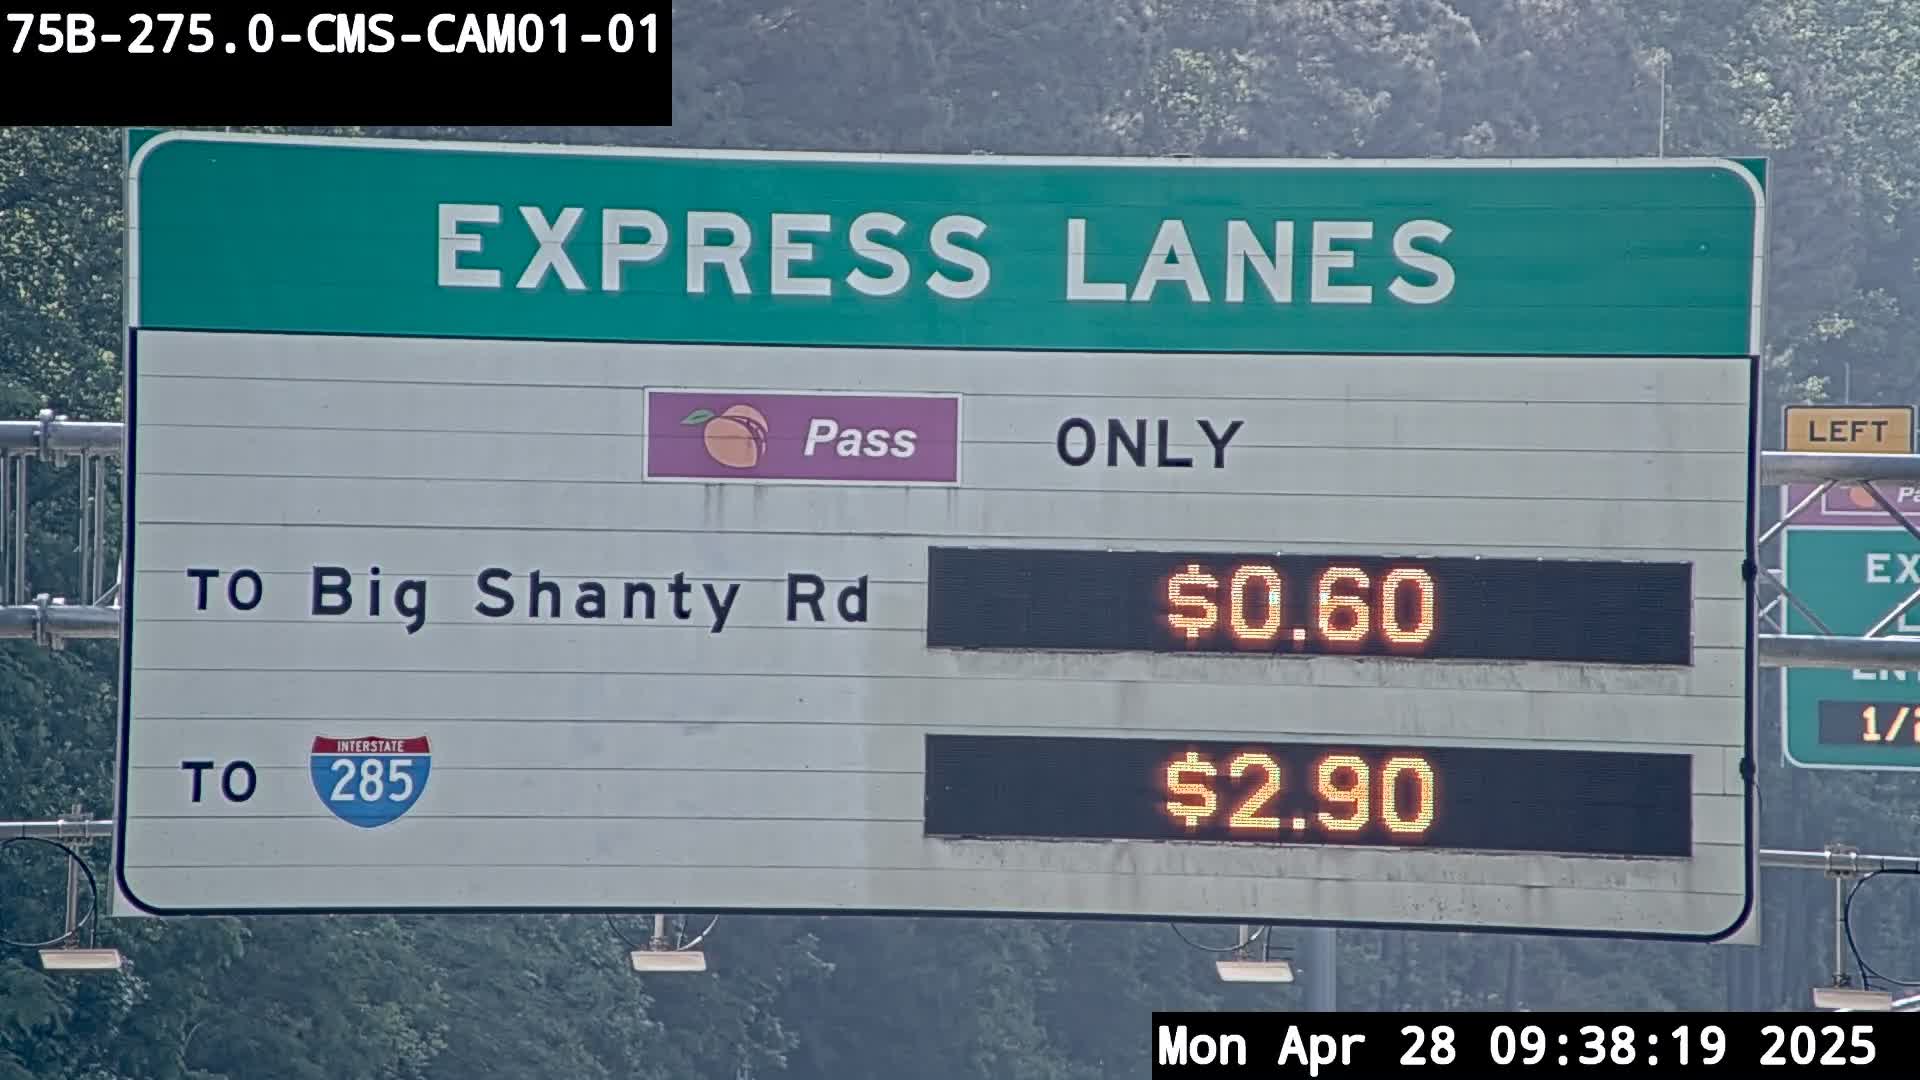 75B-275.0-CMS-CAM01-01
EXPRESS LANES
Pass ONLY
TO Big Shanty Rd $0.60
TO INTERSTATE 285 $2.90
LEFT
Mon Apr 28 09:38:19 2025